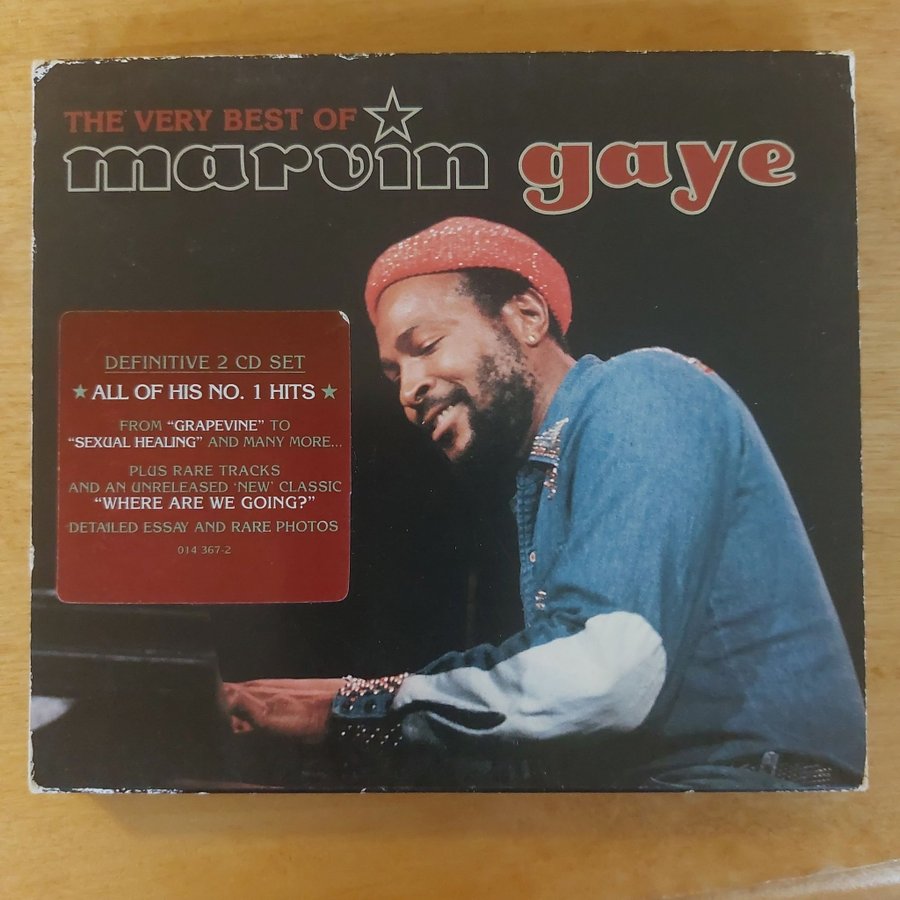 THE VERY BEST OF
marvin gaye
DEFINITIVE 2 CD SET
★ ALL OF HIS NO. 1 HITS ★
FROM “GRAPEVINE” TO
“SEXUAL HEALING” AND MANY MORE...
PLUS RARE TRACKS
AND AN UNRELEASED ‘NEW’ CLASSIC
“WHERE ARE WE GOING?”
DETAILED ESSAY AND RARE PHOTOS
014 367-2